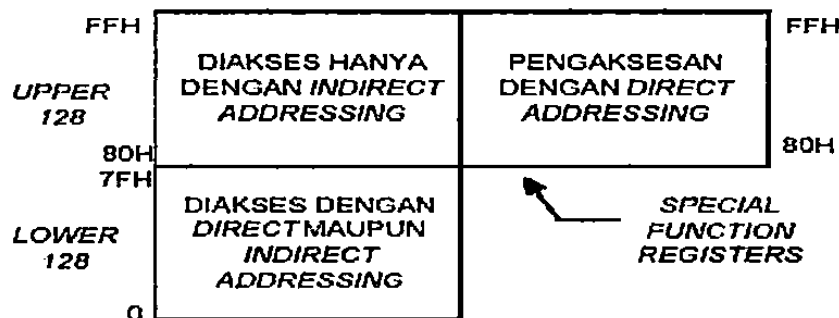 FFH
DIAKSES HANYA
DENGAN INDIRECT
ADDRESSING
PENGAKSESAN
DENGAN DIRECT
ADDRESSING
FFH
UPPER
128
80H
80H
7FH
LOWER
128
DIAKSES DENGAN
DIRECT MAUPUN
INDIRECT
ADDRESSING
0
SPECIAL
FUNCTION
REGISTERS